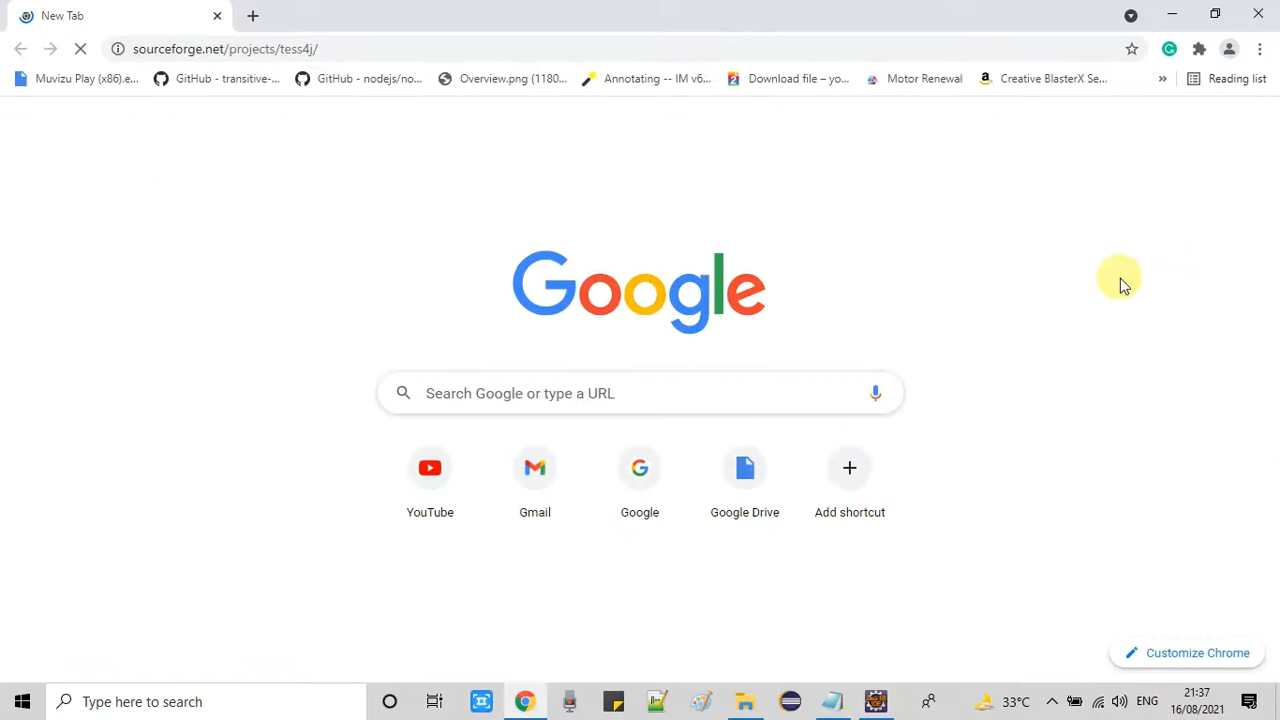 New Tab
sourceforge.net/projects/tess4j/
Muvizu Play (x86).e... GitHub - transitive-... GitHub - nodejs/no... Overview.png (1180... Annotating -- IM v6... Download file – yo... Motor Renewal Creative BlasterX Se... » Reading list
Google
Search Google or type a URL
YouTube Gmail Google Google Drive Add shortcut
Customize Chrome
Type here to search
33°C ENG 21:37
16/08/2021